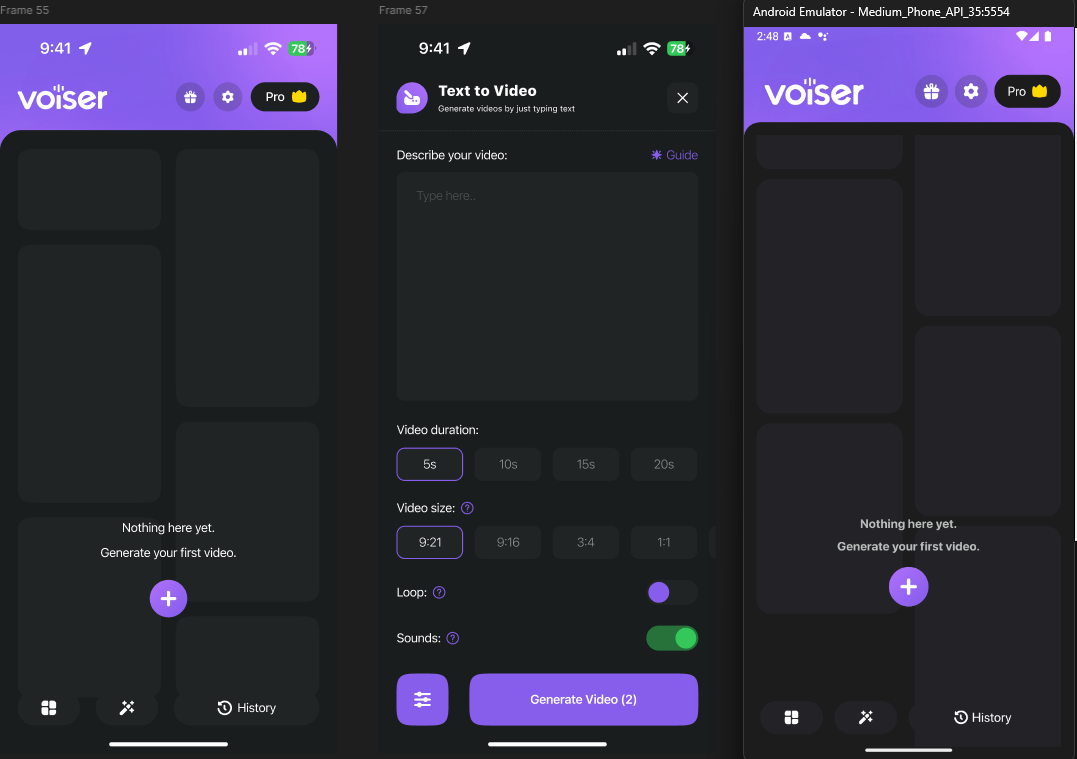 Frame 55
9:41
78
voiser
Pro
Nothing here yet.
Generate your first video.
History
Frame 57
9:41
78
Text to Video
Generate videos by just typing text
Describe your video:
Guide
Type here..
Video duration:
5s 10s 15s 20s
Video size: ?
9:21 9:16 3:4 1:1
Loop: ?
Sounds: ?
Generate Video (2)
Android Emulator - Medium_Phone_API_35:5554
2:48 A
voiser
Pro
Nothing here yet.
Generate your first video.
History